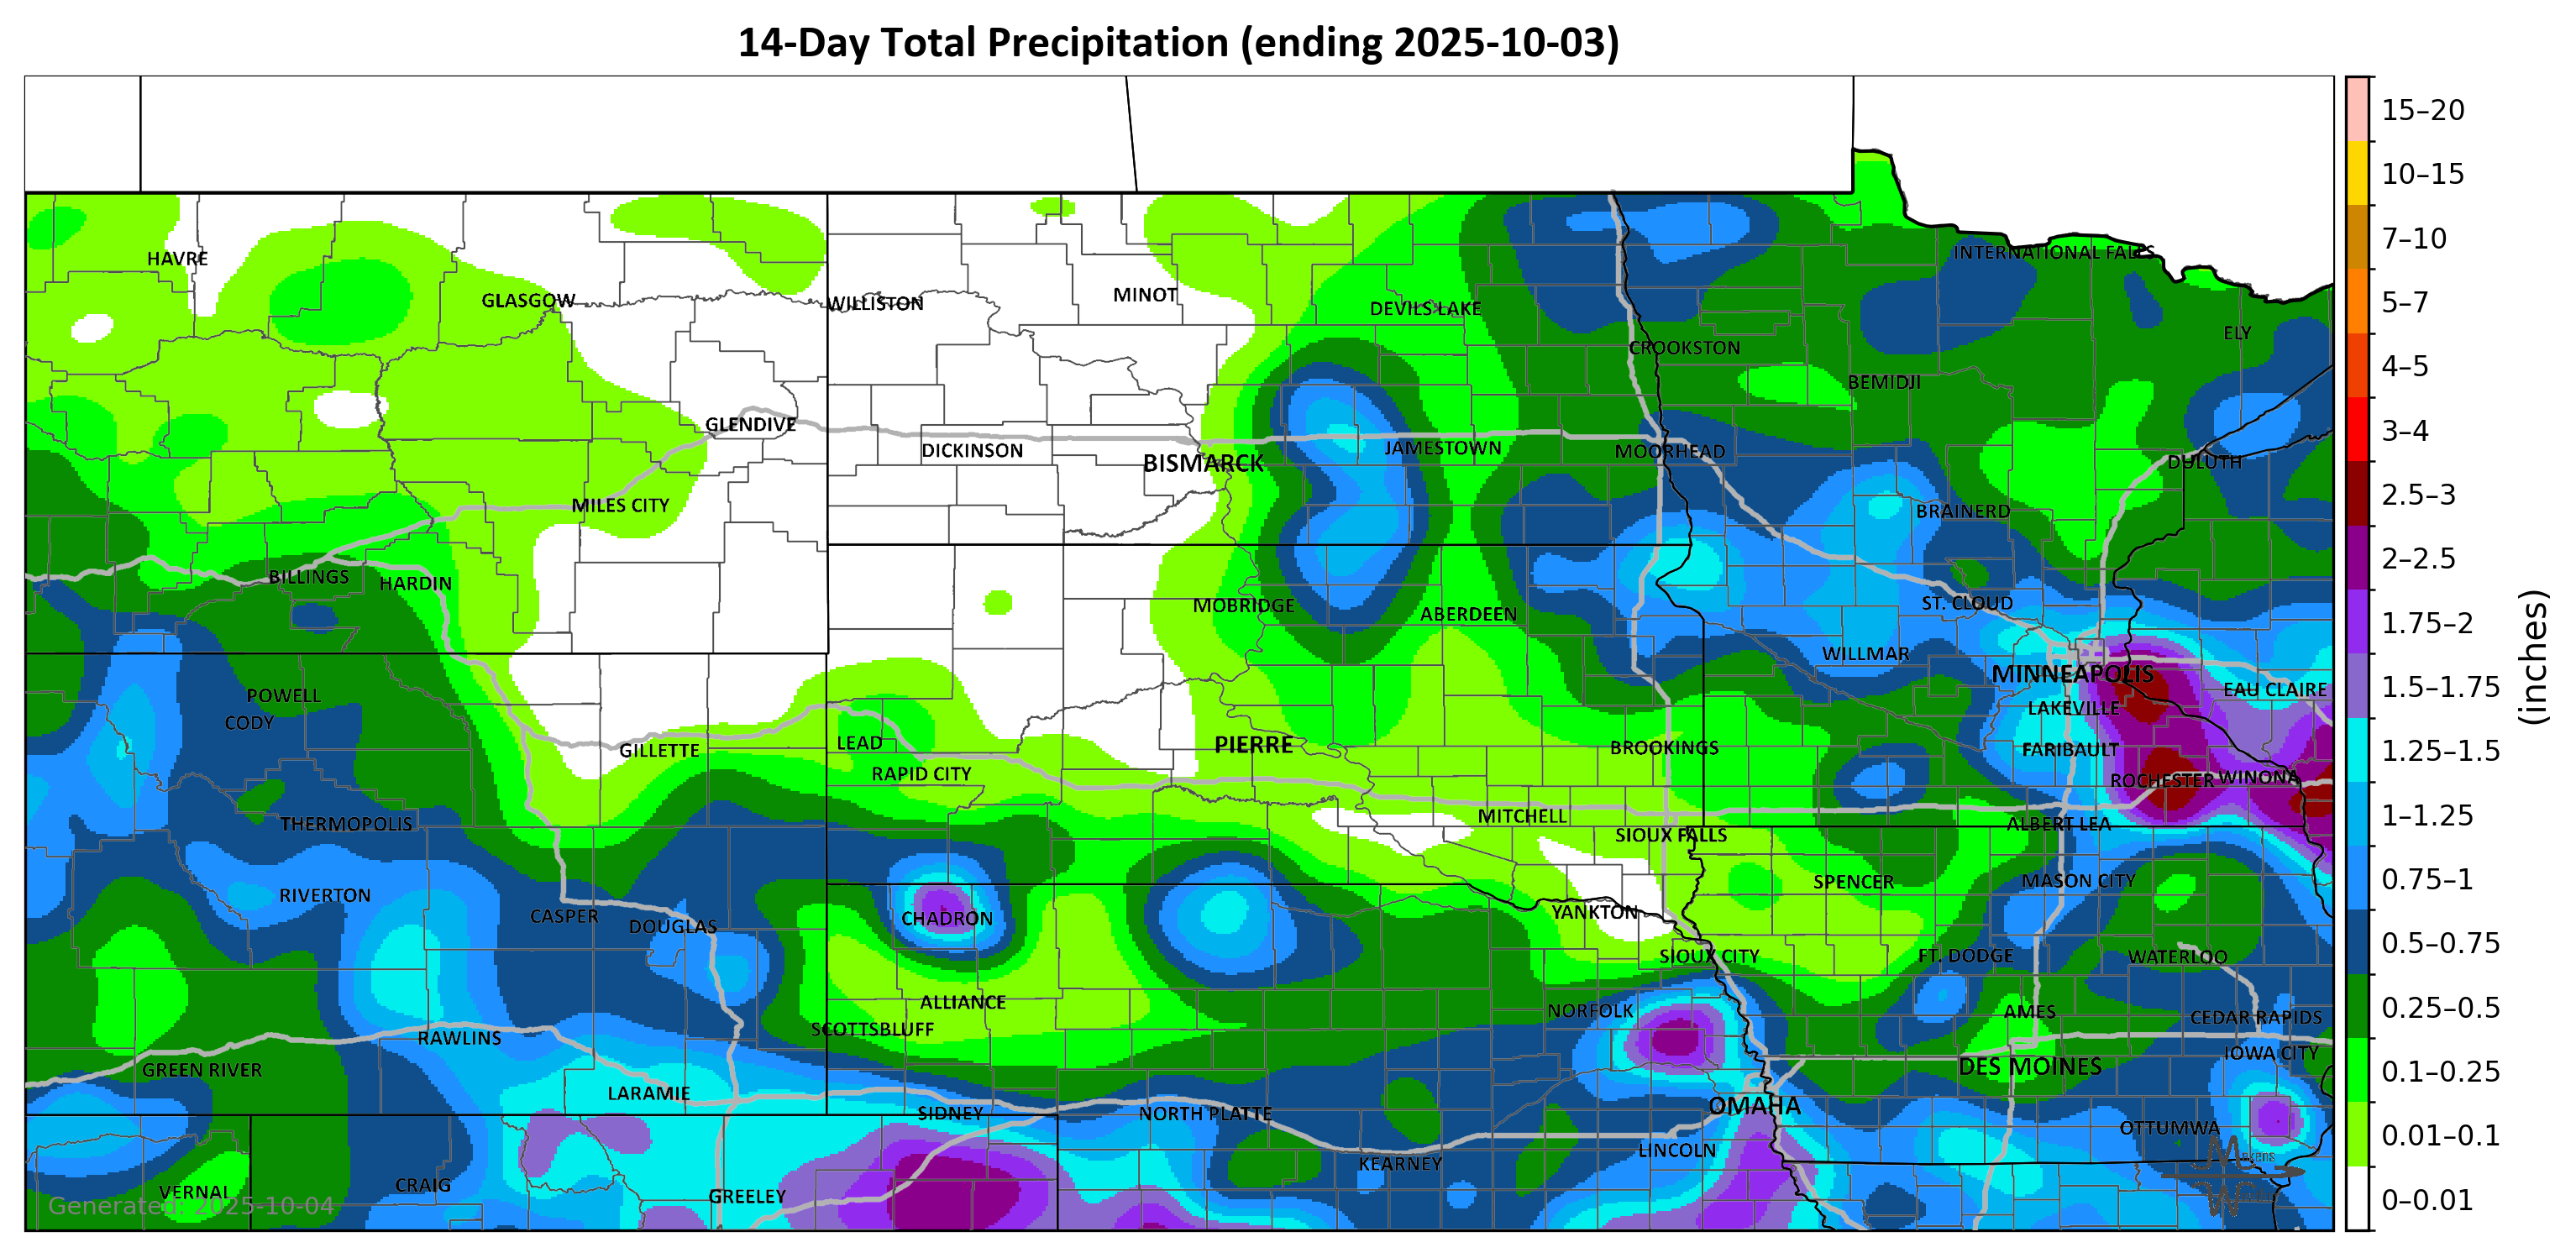 14-Day Total Precipitation (ending 2025-10-03)
HAVRE
GLASGOW
WILLISTON
MINOT
DEVILS LAKE
INTERNATIONAL FALLS
ELY
CROOKSTON
BEMIDJI
GLENDIVE
DICKINSON
BISMARCK
JAMESTOWN
MOORHEAD
DULUTH
MILES CITY
BRAINERD
BILLINGS
HARDIN
MOBRIDGE
ABERDEEN
ST. CLOUD
WILLMAR
MINNEAPOLIS
EAU CLAIRE
POWELL
CODY
LAKEVILLE
GILLETTE
LEAD
PIERRE
BROOKINGS
FARIBAULT
RAPID CITY
ROCHESTER
WINONA
THERMOPOLIS
MITCHELL
SIOUX FALLS
ALBERT LEA
RIVERTON
SPENCER
MASON CITY
CASPER
DOUGLAS
CHADRON
YANKTON
SIOUX CITY
FT. DODGE
WATERLOO
ALLIANCE
NORFOLK
AMES
CEDAR RAPIDS
SCOTTSBLUFF
RAWLINS
IOWA CITY
GREEN RIVER
DES MOINES
LARAMIE
SIDNEY
NORTH PLATTE
OMAHA
OTTUMWA
LINCOLN
KEARNEY
VERNAL
CRAIG
GREELEY
Generated: 2025-10-04
15–20
10–15
7–10
5–7
4–5
3–4
2.5–3
2–2.5
1.75–2
1.5–1.75
1.25–1.5
1–1.25
0.75–1
0.5–0.75
0.25–0.5
0.1–0.25
0.01–0.1
0–0.01
(inches)